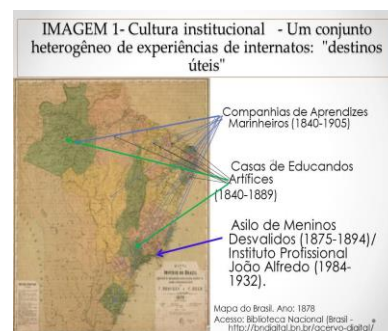 IMAGEM 1- Cultura institucional - Um conjunto
heterogêneo de experiências de internatos: "destinos
úteis"
Companhias de Aprendizes
Marinheiros (1840-1905)
Casas de Educandos
Artífices
(1840-1889)
Asilo de Meninos
Desvalidos (1875-1894)/
Instituto Profissional
João Alfredo (1984-
1932).
Mapa do Brasil. Ano: 1878
Acesso: Biblioteca Nacional (Brasil -
http://bndigital.bn.br/acervo-digital/